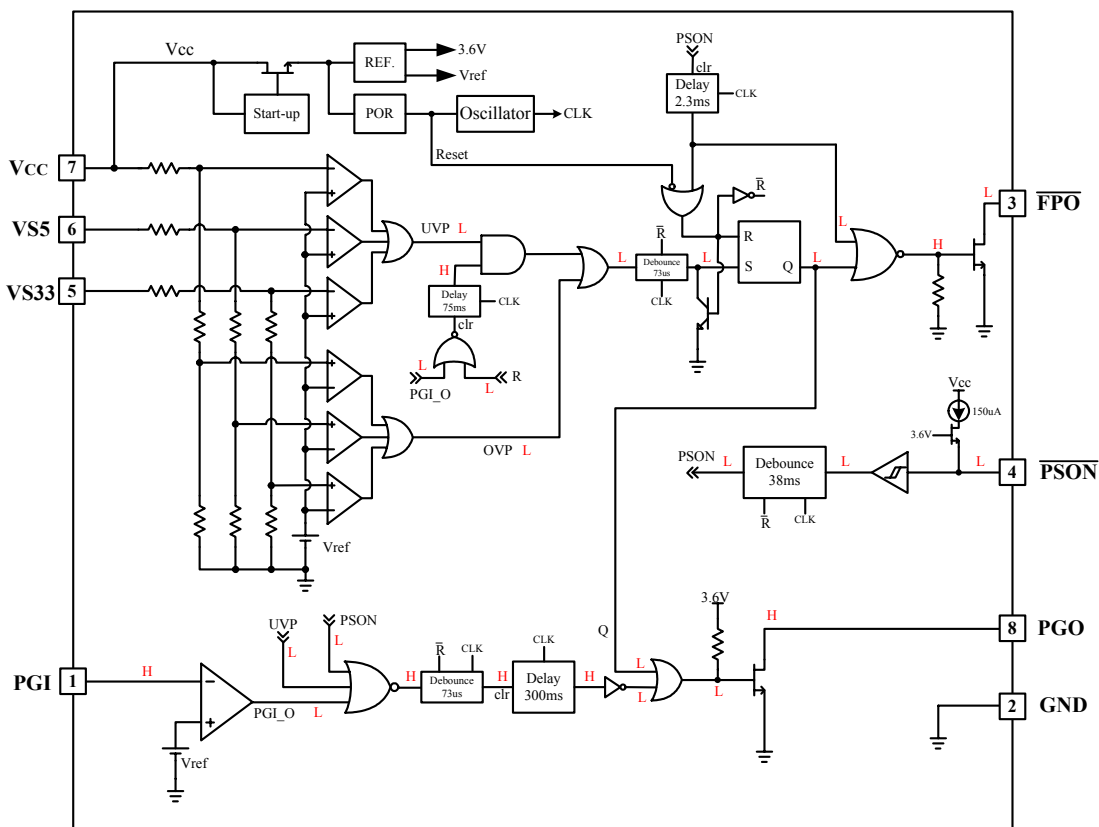 PSON
clr
Delay
2.3ms
CLK
Vcc
REF.
3.6V
Vref
Start-up
POR
Oscillator
CLK
Reset
VCC
7
R̅
3
F̅P̅O̅
L
VS5
6
UVP L
H
R̅
R
L
H
L
Debounce
73us
L
S
Q
L
L
CLK
VS33
5
Delay
75ms
CLK
clr
L
L
R
PGI_O
Vcc
150uA
3.6V
OVP L
PSON
L
Debounce
38ms
L
L
4
P̅S̅O̅N̅
R̅
CLK
Vref
UVP
L
PSON
L
R̅
CLK
CLK
3.6V
Q
H
8
PGO
PGI
1
H
H
Debounce
73us
H
clr
Delay
300ms
H
L
L
L
PGI_O
L
Vref
2
GND